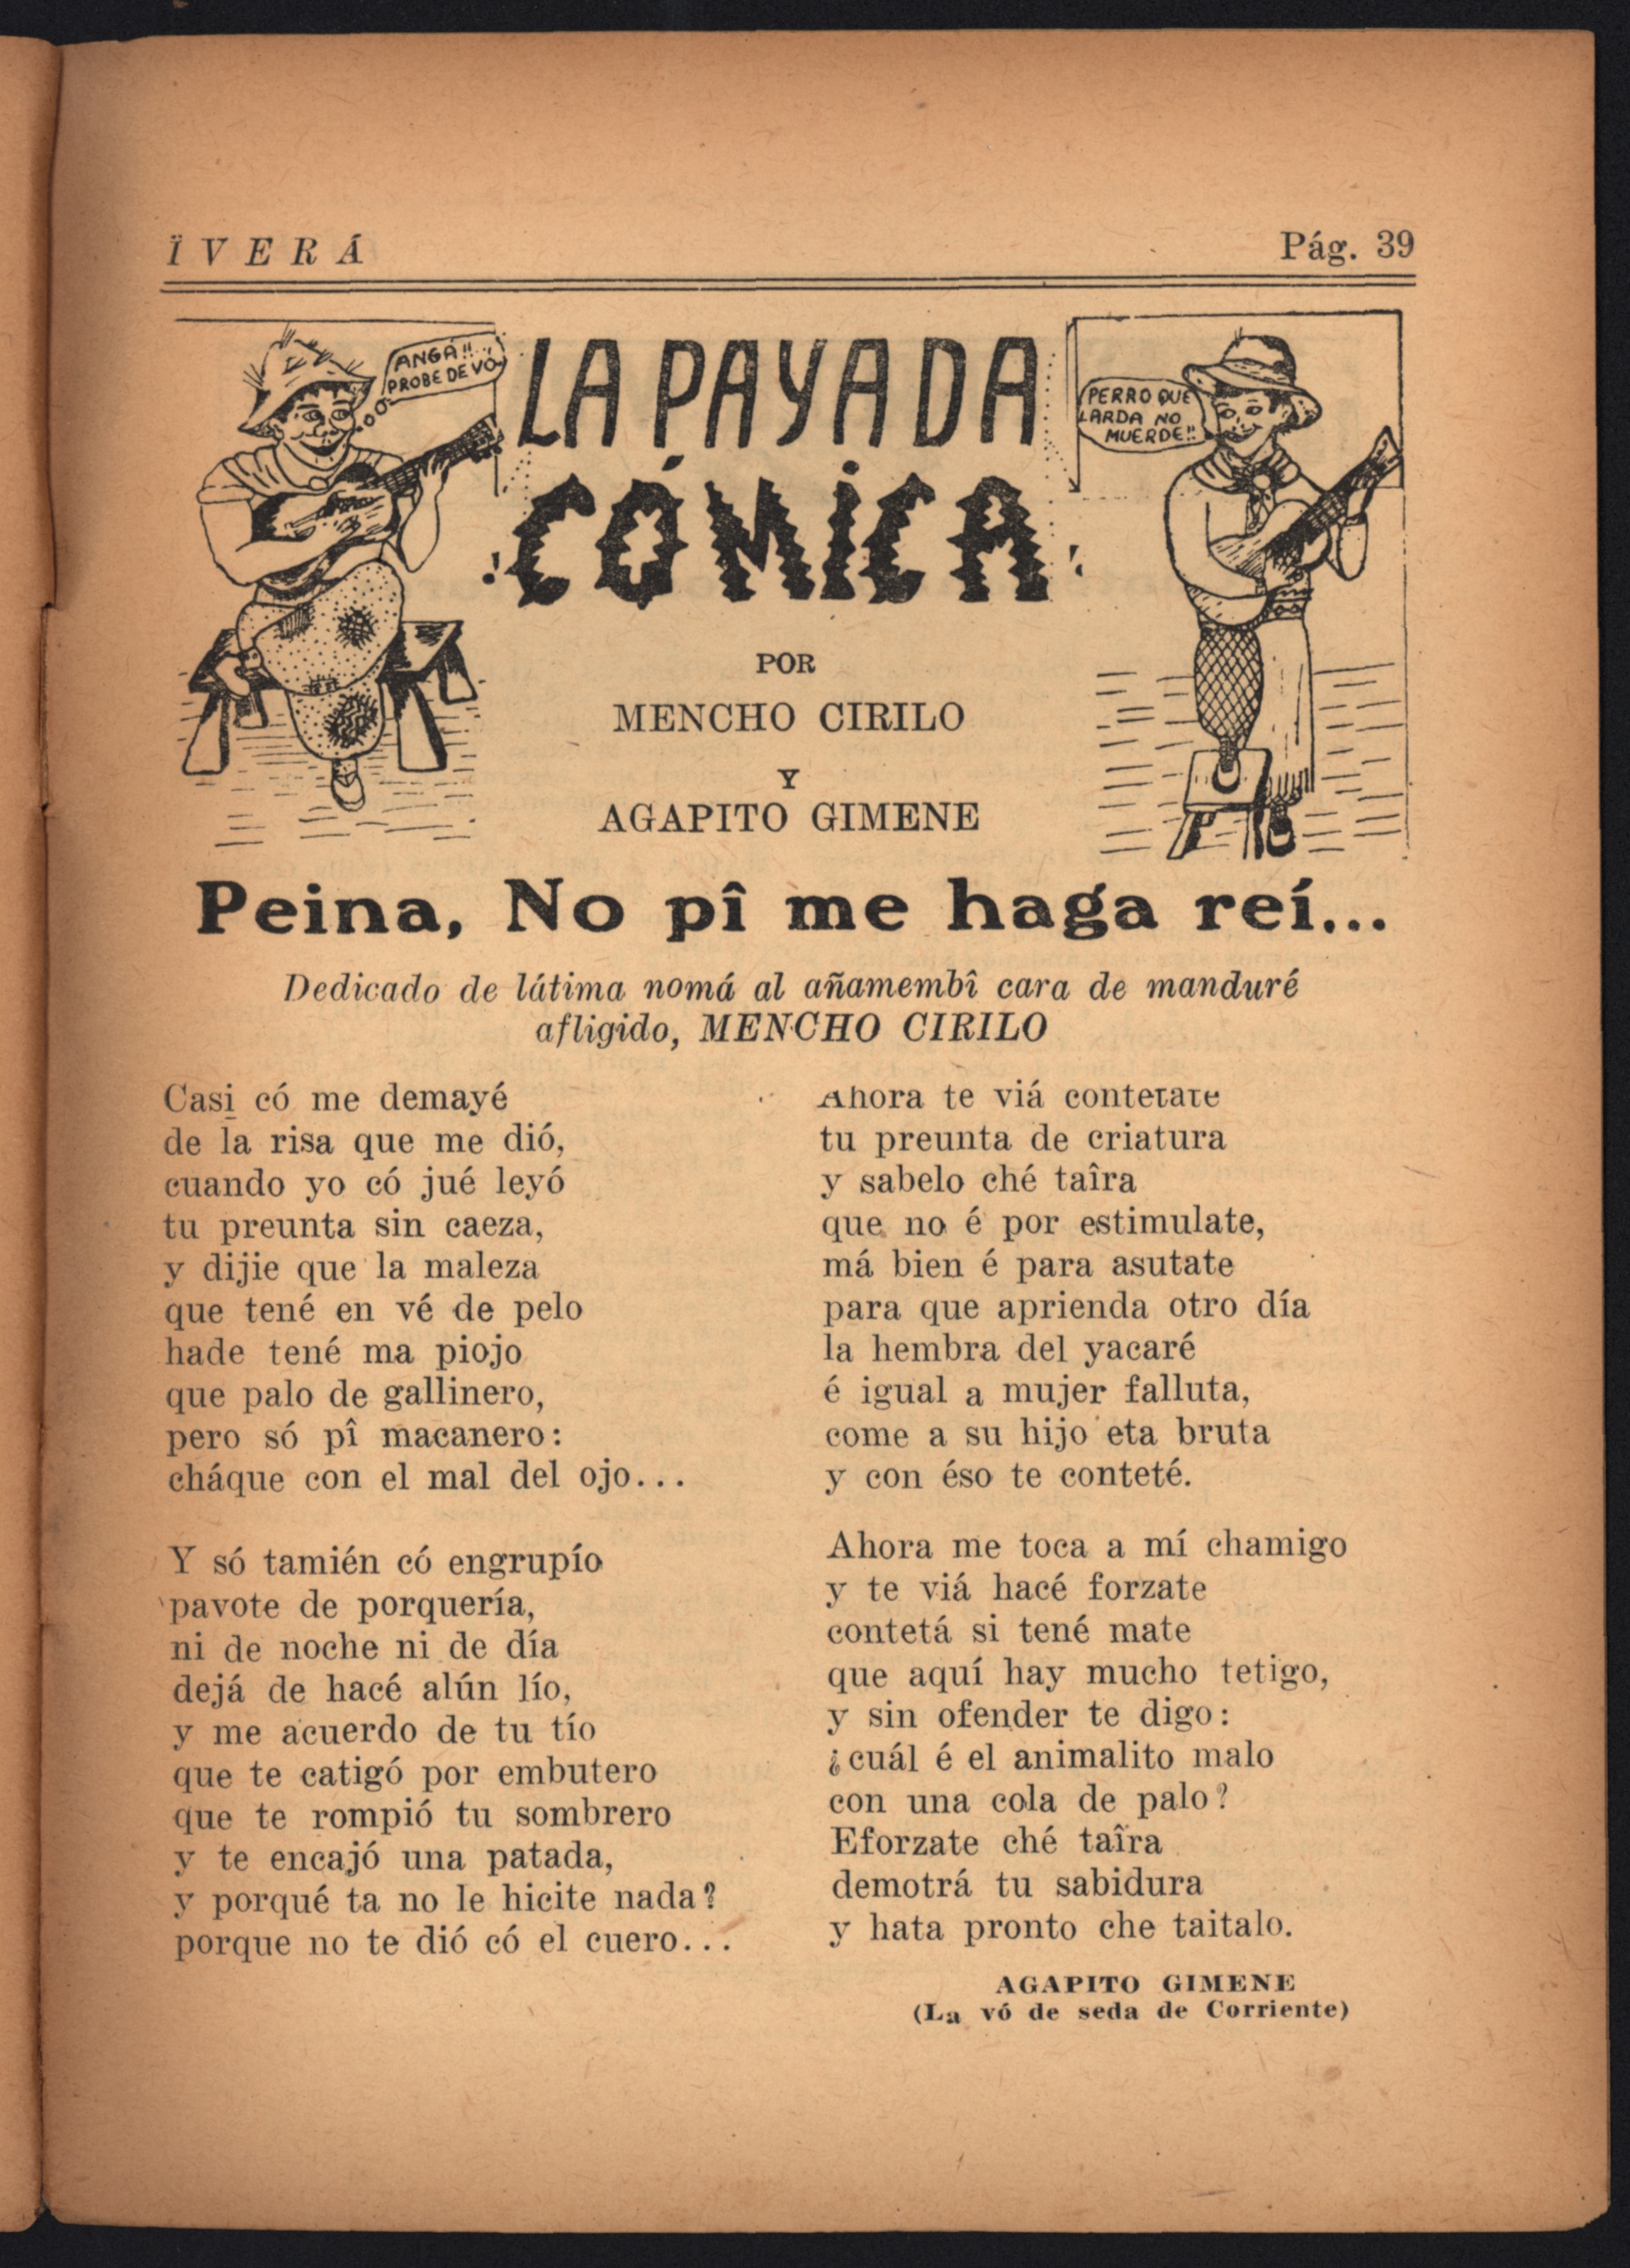 ÏVERÁ
Pág. 39
ANGÁ!!
PROBE DE VÓ
LA PAYADA
CÓMICA
PERRO QUE
LARDA NO
MUERDE!!
POR
MENCHO CIRILO
Y
AGAPITO GIMENE
Peina, No pî me haga reí...
Dedicado de látima nomá al añamembî cara de manduré
afligido, MENCHO CIRILO
Casi có me demayé
de la risa que me dió,
cuando yo có jué leyó
tu preunta sin caeza,
y dijie que la maleza
que tené en vé de pelo
hade tené ma piojo
que palo de gallinero,
pero só pî macanero:
cháque con el mal del ojo...
Y só tamién có engrupío
pavote de porquería,
ni de noche ni de día
dejá de hacé alún lío,
y me acuerdo de tu tío
que te catigó por embutero
que te rompió tu sombrero
y te encajó una patada,
y porqué ta no le hicite nada?
porque no te dió có el cuero...
Ahora te viá contetate
tu preunta de criatura
y sabelo ché taîra
que no é por estimulate,
má bien é para asutate
para que aprienda otro día
la hembra del yacaré
é igual a mujer falluta,
come a su hijo eta bruta
y con éso te conteté.
Ahora me toca a mí chamigo
y te viá hacé forzate
contetá si tené mate
que aquí hay mucho tetigo,
y sin ofender te digo:
¿cuál é el animalito malo
con una cola de palo?
Eforzate ché taîra
demotrá tu sabidura
y hata pronto che taitalo.
AGAPITO GIMENE
(La vó de seda de Corriente)